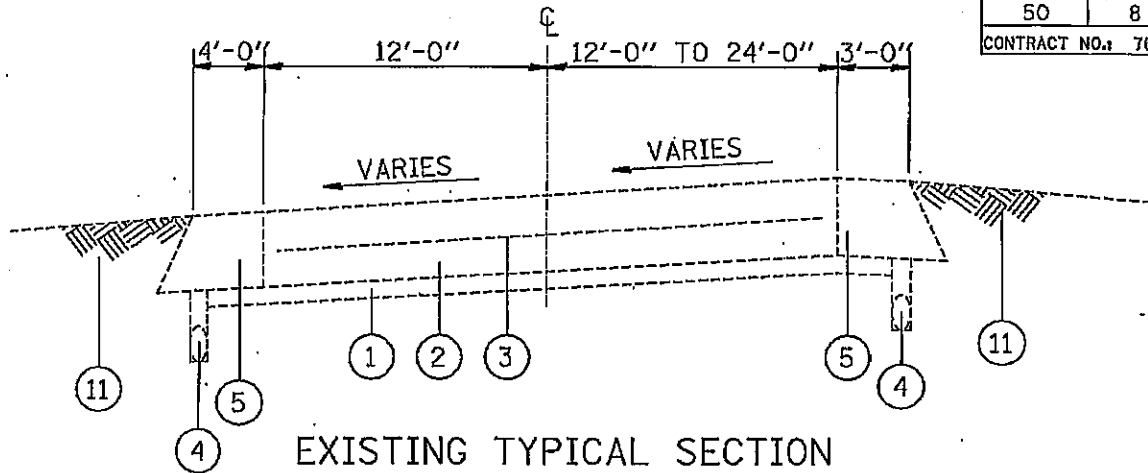 50 8
CONTRACT NO.: 70
℄
4'-0" 12'-0" 12'-0" TO 24'-0" 3'-0"
VARIES VARIES
11 4 5 1 2 3 5 4 11
EXISTING TYPICAL SECTION